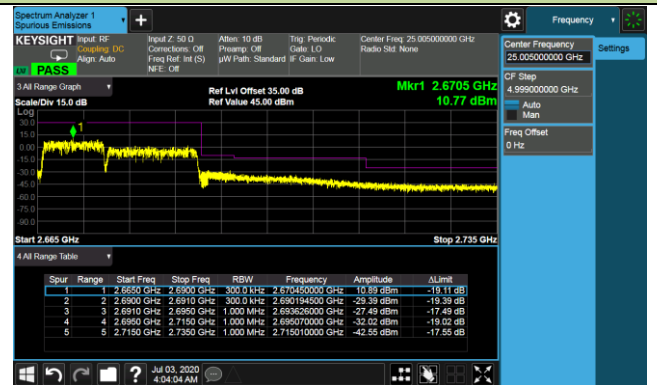 Spectrum Analyzer 1
Spurious Emissions
Frequency
KEYSIGHT Input: RF
Coupling: DC
Align: Auto
Input Z: 50 Ω
Corrections: Off
Freq Ref: Int (S)
NFE: Off
Atten: 10 dB
Preamp: Off
µW Path: Standard
Trig: Periodic
Gate: LO
IF Gain: Low
Center Freq: 25.005000000 GHz
Radio Std: None
PASS
3 All Range Graph
Scale/Div 15.0 dB
Ref Lvl Offset 35.00 dB
Ref Value 45.00 dBm
Mkr1 2.6705 GHz
10.77 dBm
Log
30.0
15.0
0.00
-15.0
-30.0
-45.0
-60.0
-75.0
-90.0
1
Start 2.665 GHz
Stop 2.735 GHz
4 All Range Table
Spur Range Start Freq Stop Freq RBW Frequency Amplitude ΔLimit
1 1 2.6650 GHz 2.6900 GHz 300.0 kHz 2.670450000 GHz 10.89 dBm -19.11 dB
2 2 2.6900 GHz 2.6910 GHz 300.0 kHz 2.690194500 GHz -29.39 dBm -19.39 dB
3 3 2.6910 GHz 2.6950 GHz 1.000 MHz 2.693626000 GHz -27.49 dBm -17.49 dB
4 4 2.6950 GHz 2.7150 GHz 1.000 MHz 2.695070000 GHz -32.02 dBm -19.02 dB
5 5 2.7150 GHz 2.7350 GHz 1.000 MHz 2.715010000 GHz -42.55 dBm -17.55 dB
Center Frequency
25.005000000 GHz
Settings
CF Step
4.999000000 GHz
Auto
Man
Freq Offset
0 Hz
Jul 03, 2020
4:04:04 AM